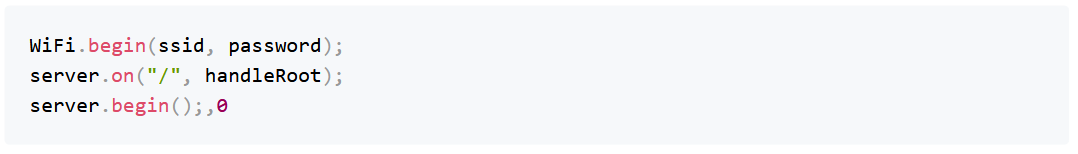 WiFi.begin(ssid, password);
server.on("/", handleRoot);
server.begin();,0